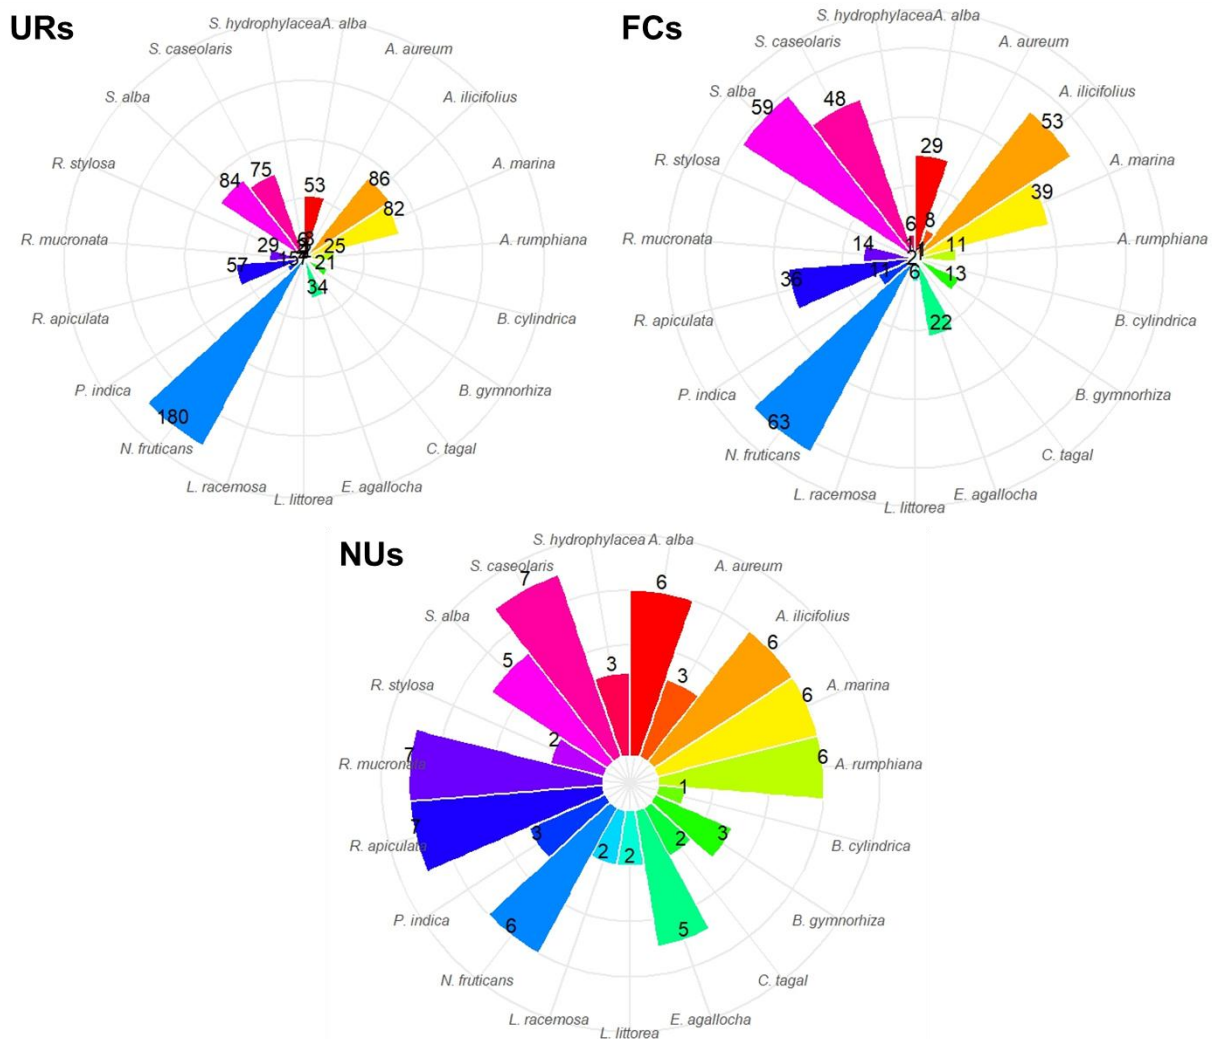 URs
S. hydrophylacea
A. alba
S. caseolaris
A. aureum
S. alba
A. ilicifolius
R. stylosa
A. marina
R. mucronata
A. rumphiana
R. apiculata
B. cylindrica
P. indica
B. gymnorhiza
N. fruticans
C. tagal
L. racemosa
E. agallocha
L. littorea
53
86
82
25
21
34
180
57
29
84
75
FCs
S. hydrophylacea
A. alba
S. caseolaris
A. aureum
S. alba
A. ilicifolius
R. stylosa
A. marina
R. mucronata
A. rumphiana
R. apiculata
B. cylindrica
P. indica
B. gymnorhiza
N. fruticans
C. tagal
L. racemosa
E. agallocha
L. littorea
29
8
53
39
11
13
22
6
63
11
36
14
59
48
6
NUs
S. hydrophylacea
A. alba
S. caseolaris
A. aureum
S. alba
A. ilicifolius
R. stylosa
A. marina
R. mucronata
A. rumphiana
R. apiculata
B. cylindrica
P. indica
B. gymnorhiza
N. fruticans
C. tagal
L. racemosa
E. agallocha
L. littorea
6
3
6
6
6
1
3
2
5
2
2
6
3
7
7
2
5
7
3